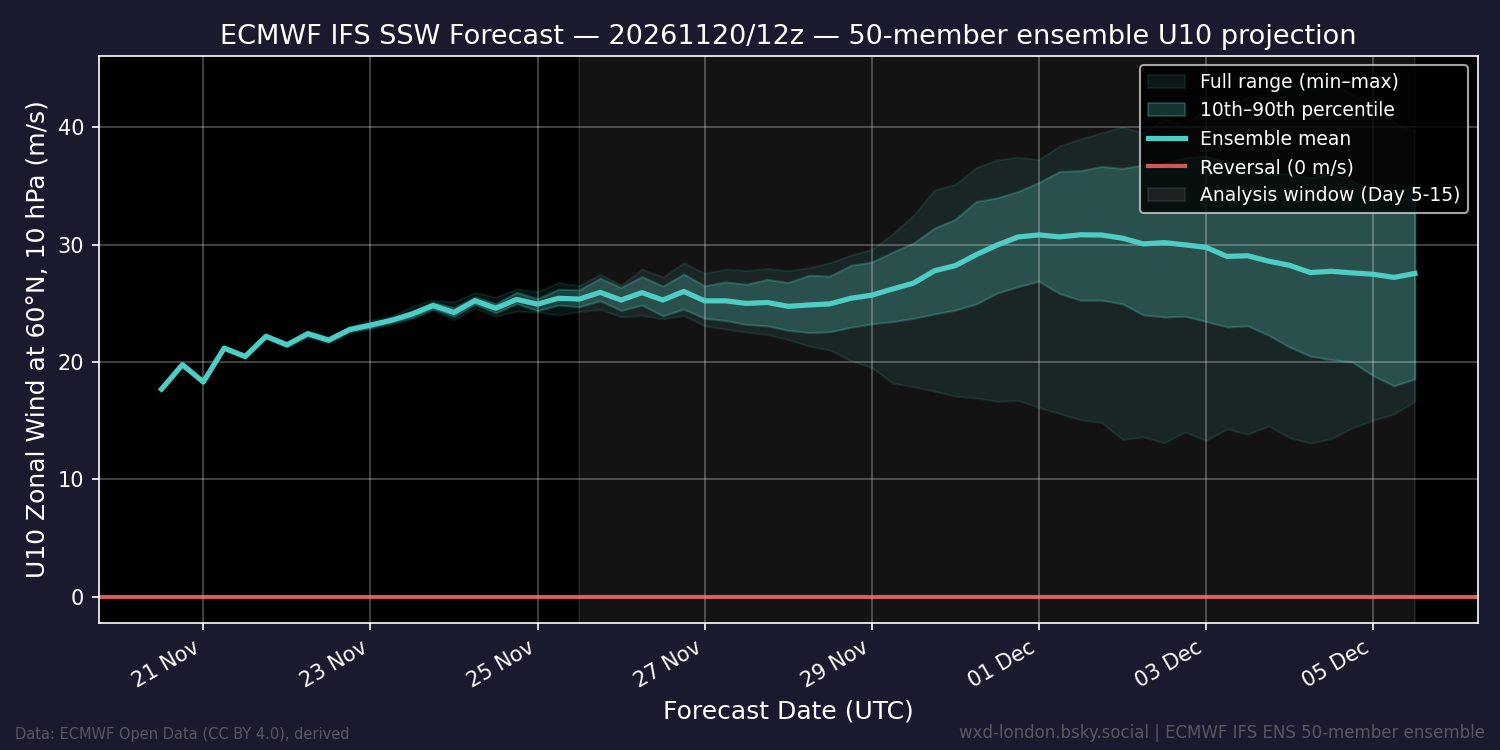 ECMWF IFS SSW Forecast — 20261120/12z — 50-member ensemble U10 projection
Full range (min–max)
10th–90th percentile
Ensemble mean
Reversal (0 m/s)
Analysis window (Day 5-15)
U10 Zonal Wind at 60°N, 10 hPa (m/s)
40
30
20
10
0
21 Nov
23 Nov
25 Nov
27 Nov
29 Nov
01 Dec
03 Dec
05 Dec
Forecast Date (UTC)
Data: ECMWF Open Data (CC BY 4.0), derived
wxd-london.bsky.social | ECMWF IFS ENS 50-member ensemble